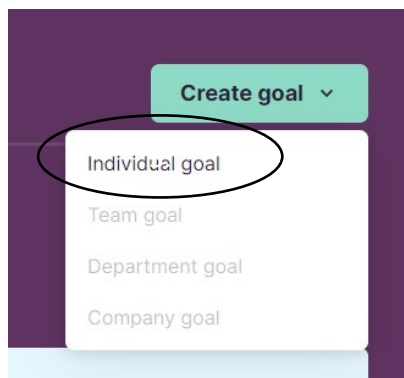 Create goal
Individual goal
Team goal
Department goal
Company goal